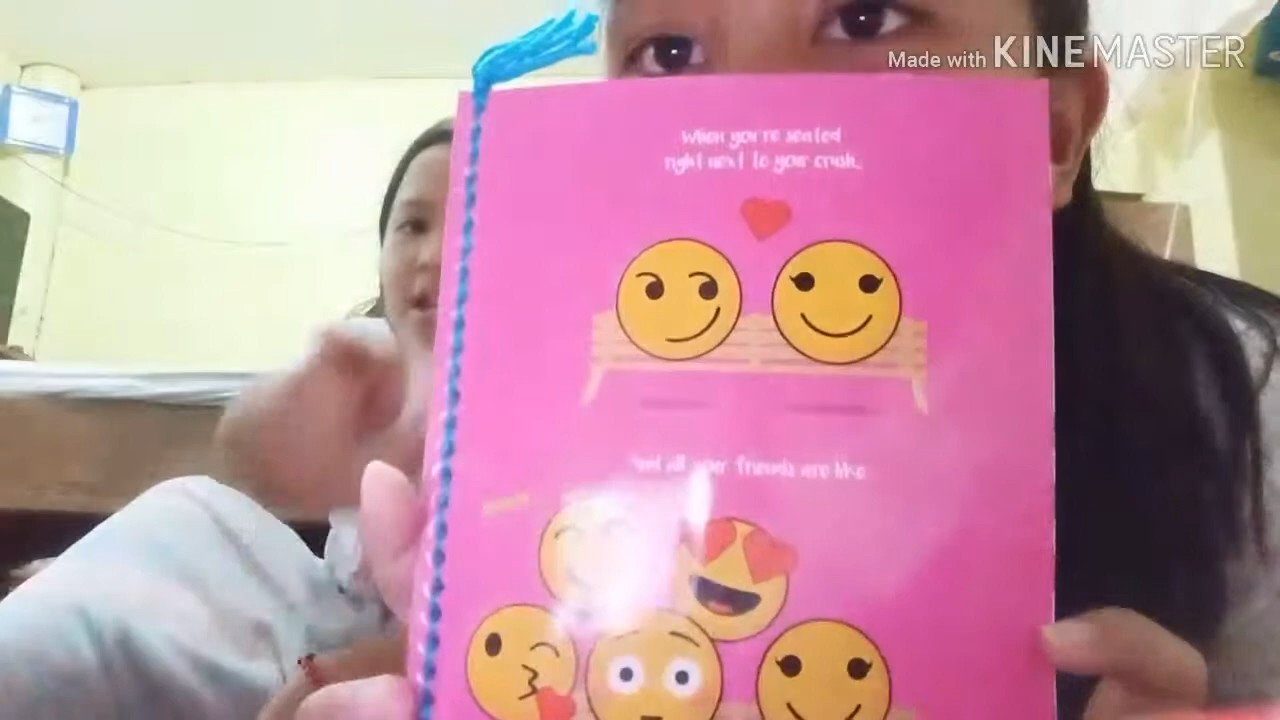 Made with KINEMASTER
When you're seated
right next to your crush,
and all your friends are like